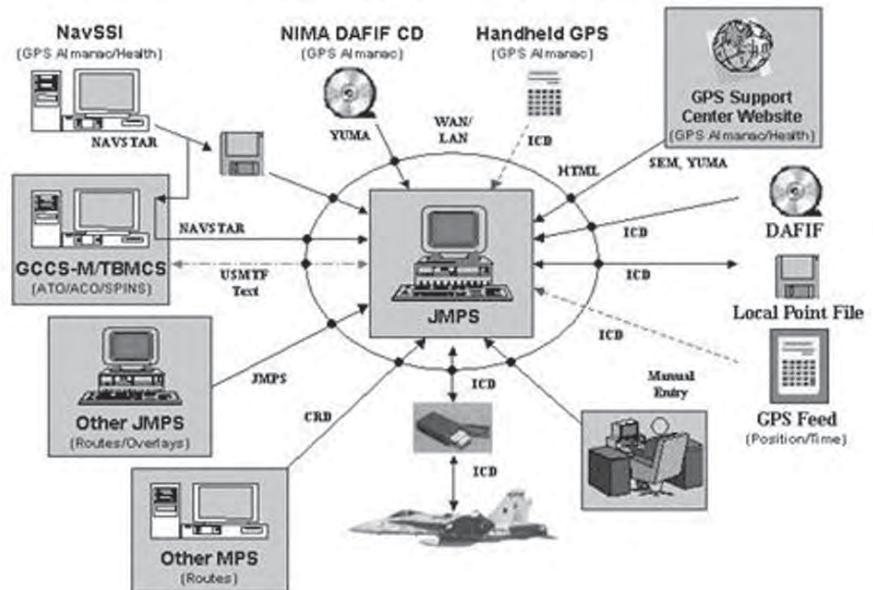 NavSSI
(GPS Almanac/Health)
NIMA DAFIF CD
(GPS Almanac)
Handheld GPS
(GPS Almanac)
GPS Support
Center Website
(GPS Almanac/Health)
NAVSTAR
YUMA
WAN/
LAN
ICD
HTML
SEM, YUMA
GCCS-M/TBMCS
(ATO/ACO/SPINS)
NAVSTAR
USMTF
Text
JMPS
ICD
DAFIF
ICD
Local Point File
ICD
GPS Feed
(Position/Time)
Other JMPS
(Routes/Overlays)
JMPS
CRD
ICD
Manual
Entry
ICD
Other MPS
(Routes)